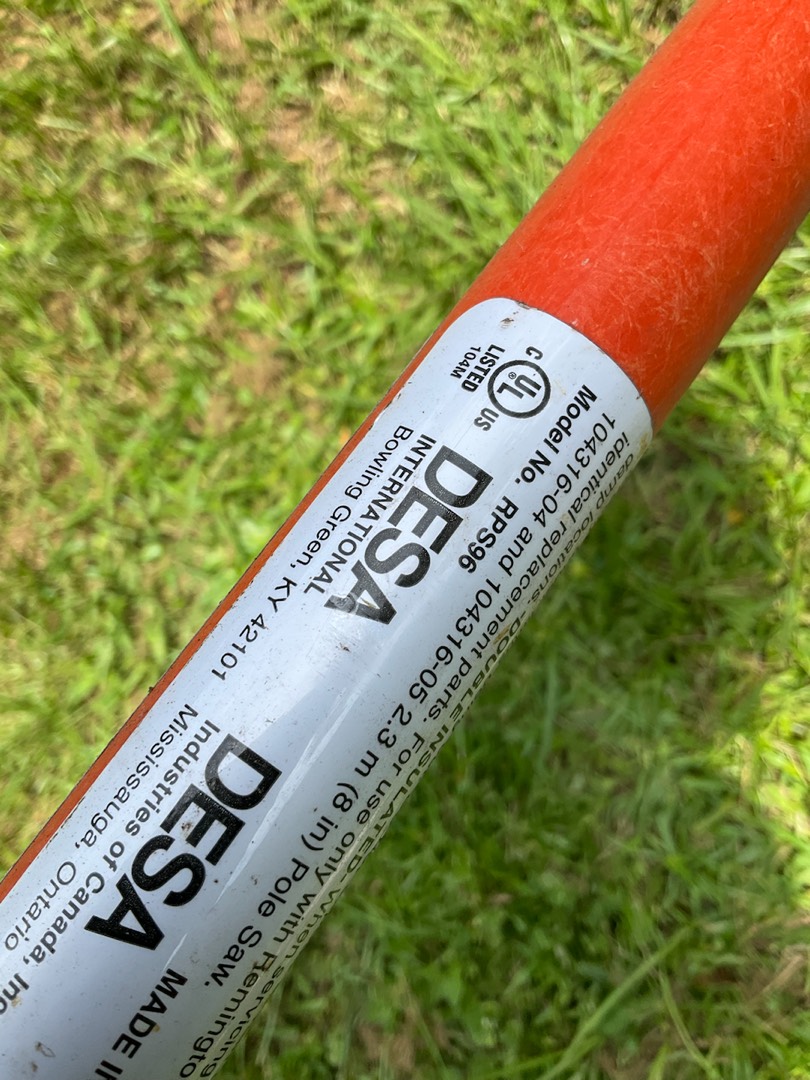 C UL® US
LISTED
104M
DESA
INTERNATIONAL
Bowling Green, KY 42101
DESA
Industries of Canada, Inc
Mississauga, Ontario
MADE I
Model No. RPS96
104316-04 and 104316-05 2.3 m (8 in) Pole Saw.
identical replacement parts. For use only with Remingto
damp locations. DOUBLE INSULATED. When servicing